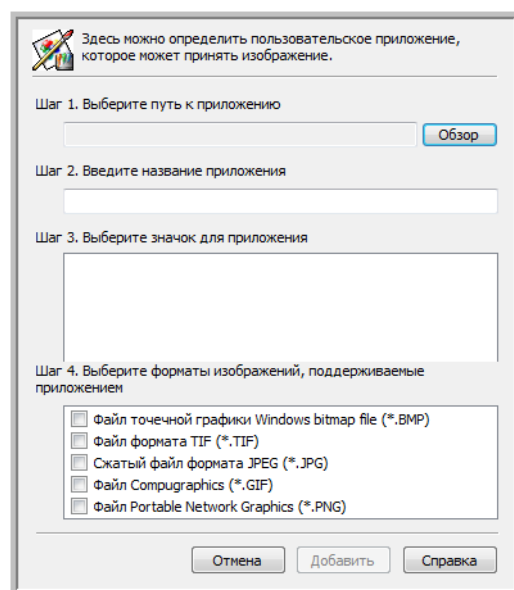 Здесь можно определить пользовательское приложение,
которое может принять изображение.
Шаг 1. Выберите путь к приложению
Обзор
Шаг 2. Введите название приложения
Шаг 3. Выберите значок для приложения
Шаг 4. Выберите форматы изображений, поддерживаемые
приложением
Файл точечной графики Windows bitmap file (*.BMP)
Файл формата TIF (*.TIF)
Сжатый файл формата JPEG (*.JPG)
Файл Compugraphics (*.GIF)
Файл Portable Network Graphics (*.PNG)
Отмена Добавить Справка